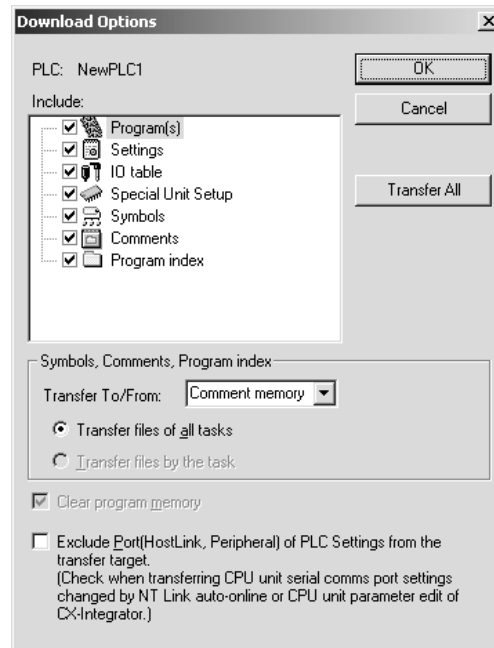 Download Options
PLC: NewPLC1
OK
Include:
Cancel
Program(s)
Settings
IO table
Special Unit Setup
Transfer All
Symbols
Comments
Program index
Symbols, Comments, Program index
Transfer To/From: Comment memory
Transfer files of all tasks
Transfer files by the task
Clear program memory
Exclude Port(HostLink, Peripheral) of PLC Settings from the
transfer target.
(Check when transferring CPU unit serial comms port settings
changed by NT Link auto-online or CPU unit parameter edit of
CX-Integrator.)